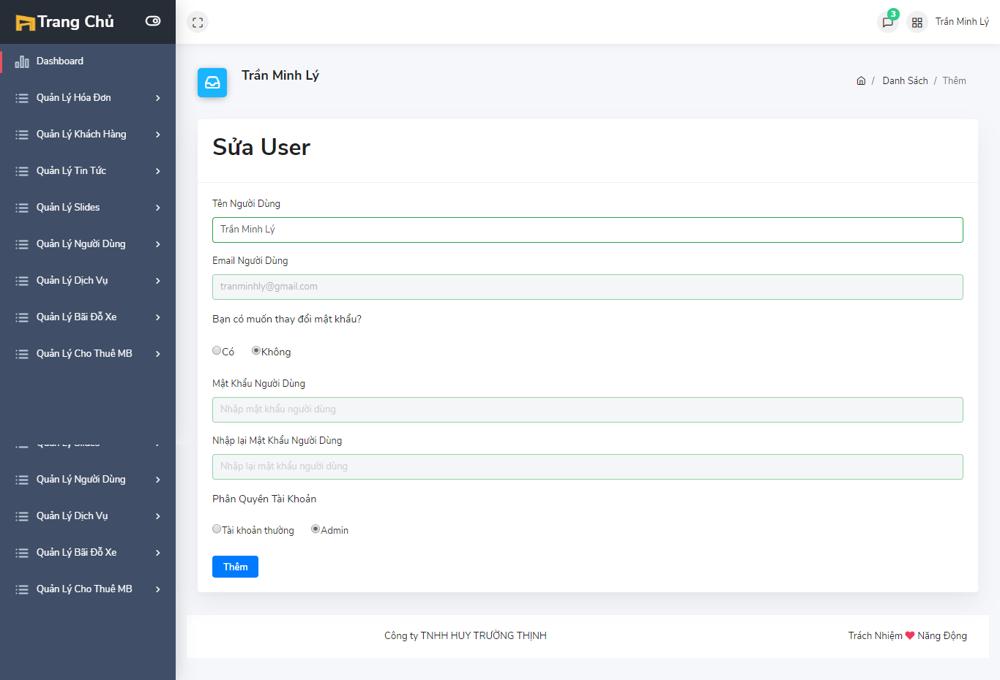 Trang Chủ
3
Trần Minh Lý
Dashboard
Quản Lý Hóa Đơn
Quản Lý Khách Hàng
Quản Lý Tin Tức
Quản Lý Slides
Quản Lý Người Dùng
Quản Lý Dịch Vụ
Quản Lý Bãi Đỗ Xe
Quản Lý Cho Thuê MB
Quản Lý Slides
Quản Lý Người Dùng
Quản Lý Dịch Vụ
Quản Lý Bãi Đỗ Xe
Quản Lý Cho Thuê MB
Trần Minh Lý
/ Danh Sách / Thêm
Sửa User
Tên Người Dùng
Trần Minh Lý
Email Người Dùng
tranminhly@gmail.com
Bạn có muốn thay đổi mật khẩu?
Có Không
Mật Khẩu Người Dùng
Nhập mật khẩu người dùng
Nhập lại Mật Khẩu Người Dùng
Nhập lại mật khẩu người dùng
Phân Quyền Tài Khoản
Tài khoản thường Admin
Thêm
Công ty TNHH HUY TRƯỜNG THỊNH
Trách Nhiệm ❤ Năng Động